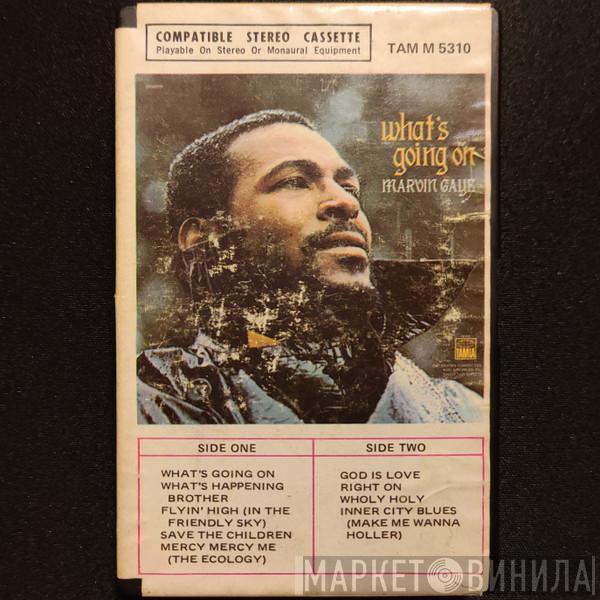 COMPATIBLE STEREO CASSETTE
Playable On Stereo Or Monaural Equipment
TAM M 5310
what's
going on
MARVIN GAYE
TAMLA
SIDE ONE
WHAT'S GOING ON
WHAT'S HAPPENING
BROTHER
FLYIN' HIGH (IN THE
FRIENDLY SKY)
SAVE THE CHILDREN
MERCY MERCY ME
(THE ECOLOGY)
SIDE TWO
GOD IS LOVE
RIGHT ON
WHOLY HOLY
INNER CITY BLUES
(MAKE ME WANNA
HOLLER)
МАРКЕТ ВИНИЛА